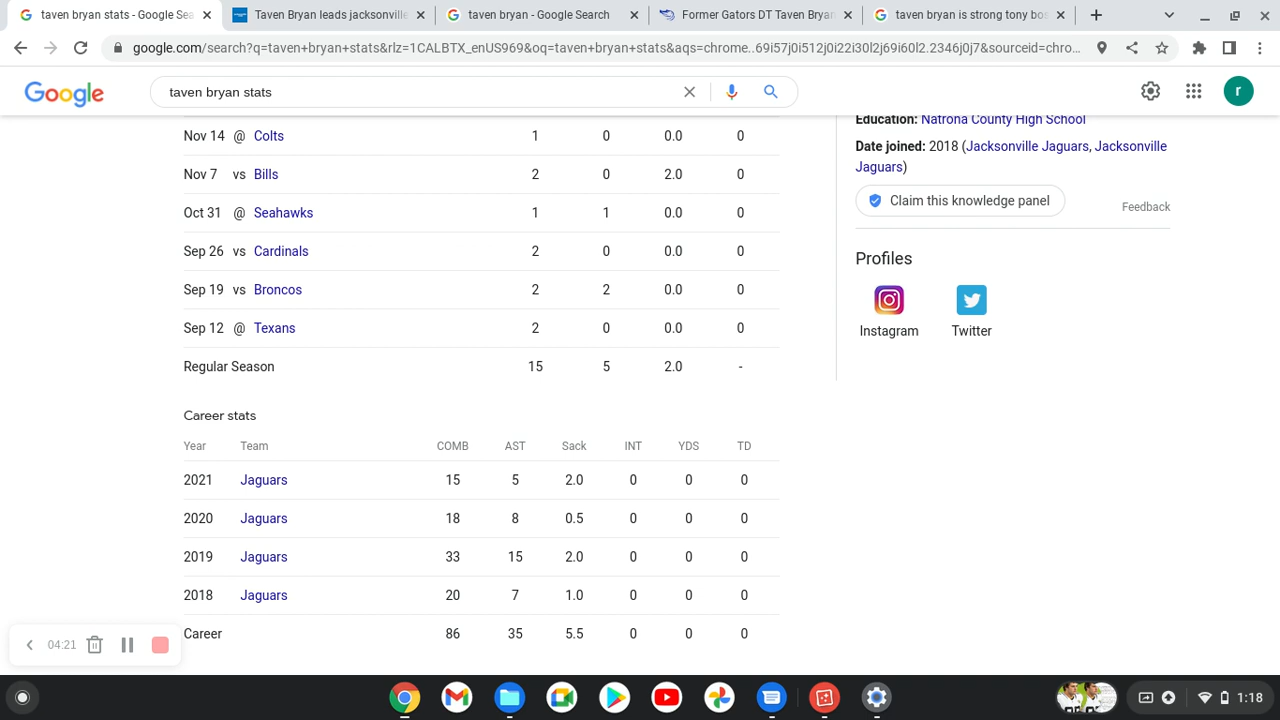 taven bryan stats - Google Sea
Taven Bryan leads jacksonville
taven bryan - Google Search
Former Gators DT Taven Bryan
taven bryan is strong tony bos
google.com/search?q=taven+bryan+stats&rlz=1CALBTX_enUS969&oq=taven+bryan+stats&aqs=chrome..69i57j0i512j0i22i30l2j69i60l2.2346j0j7&sourceid=chro...
Google
taven bryan stats
r
Nov 14 @ Colts 1 0 0.0 0
Nov 7 vs Bills 2 0 2.0 0
Oct 31 @ Seahawks 1 1 0.0 0
Sep 26 vs Cardinals 2 0 0.0 0
Sep 19 vs Broncos 2 2 0.0 0
Sep 12 @ Texans 2 0 0.0 0
Regular Season 15 5 2.0 -
Career stats
Year Team COMB AST Sack INT YDS TD
2021 Jaguars 15 5 2.0 0 0 0
2020 Jaguars 18 8 0.5 0 0 0
2019 Jaguars 33 15 2.0 0 0 0
2018 Jaguars 20 7 1.0 0 0 0
Career 86 35 5.5 0 0 0
Education: Natrona County High School
Date joined: 2018 (Jacksonville Jaguars, Jacksonville
Jaguars)
Claim this knowledge panel
Feedback
Profiles
Instagram
Twitter
04:21
1:18